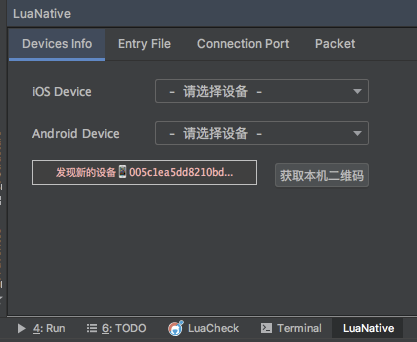 LuaNative
Devices Info Entry File Connection Port Packet
iOS Device - 请选择设备 -
Android Device - 请选择设备 -
发现新的设备📱005c1ea5dd8210bd... 获取本机二维码
4: Run 6: TODO LuaCheck Terminal LuaNative